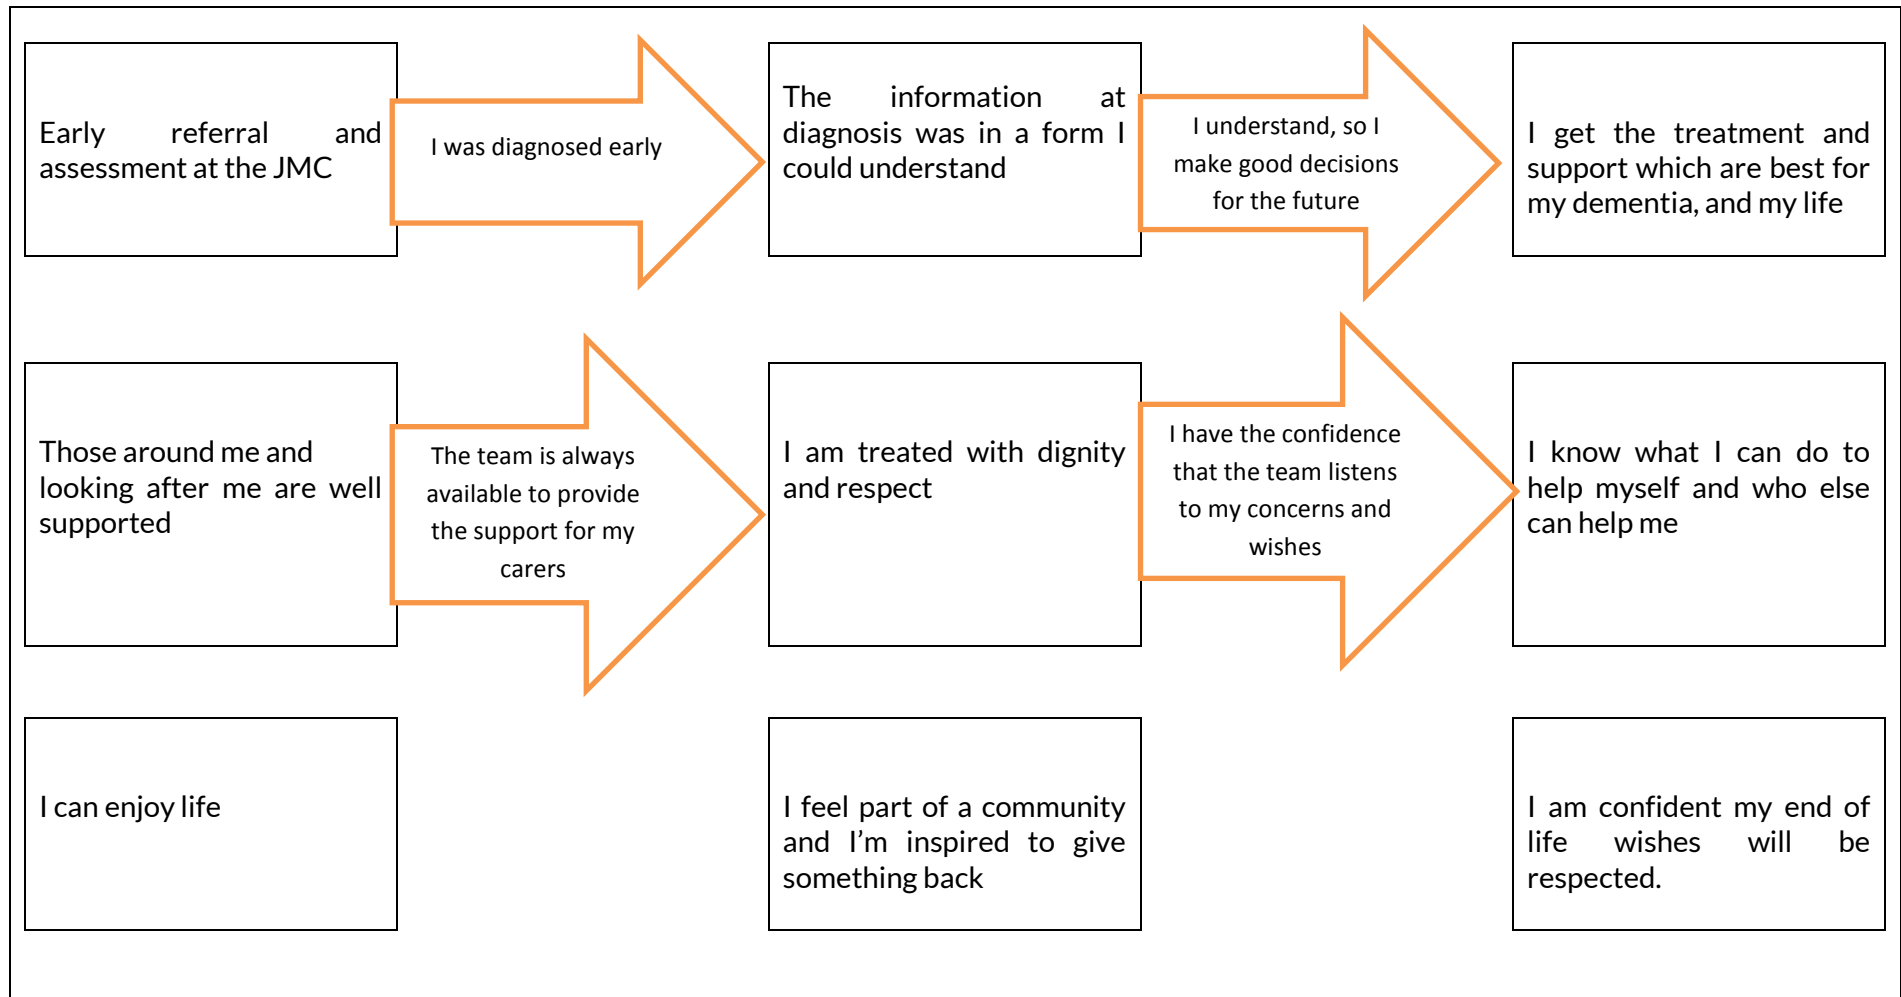 Early referral and
assessment at the JMC
I was diagnosed early
The information at
diagnosis was in a form I
could understand
I understand, so I
make good decisions
for the future
I get the treatment and
support which are best for
my dementia, and my life
Those around me and
looking after me are well
supported
The team is always
available to provide
the support for my
carers
I am treated with dignity
and respect
I have the confidence
that the team listens
to my concerns and
wishes
I know what I can do to
help myself and who else
can help me
I can enjoy life
I feel part of a community
and I’m inspired to give
something back
I am confident my end of
life wishes will be
respected.